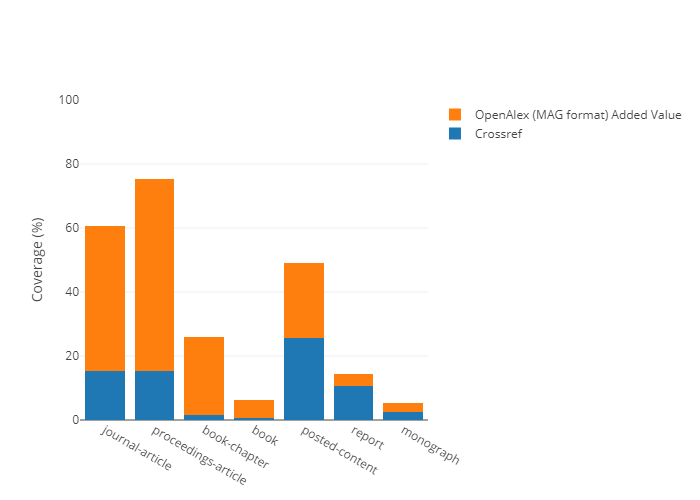 OpenAlex (MAG format) Added Value
Crossref
Coverage (%)
100
80
60
40
20
0
journal-article
proceedings-article
book-chapter
book
posted-content
report
monograph